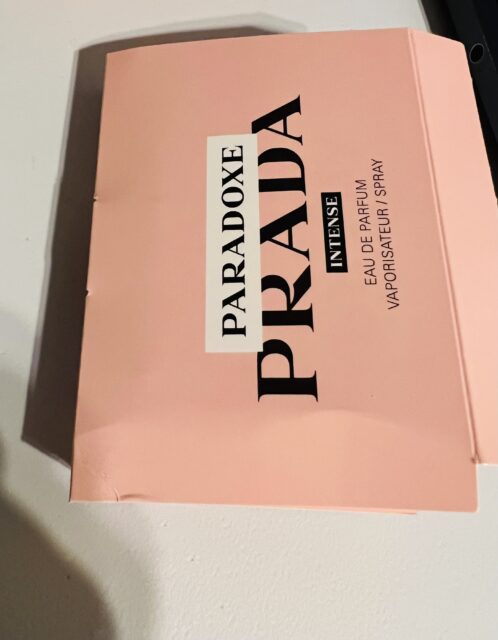 PARADOXE
PRADA
INTENSE
EAU DE PARFUM
VAPORISATEUR / SPRAY